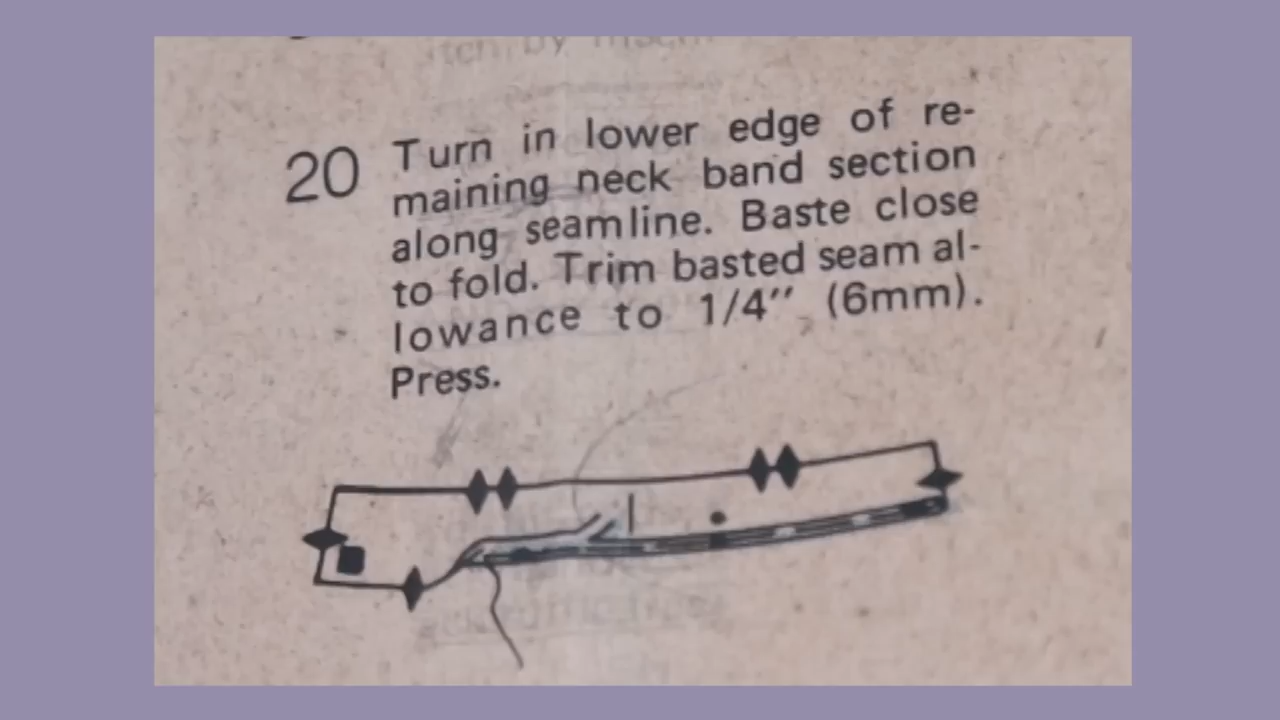 20 Turn in lower edge of re-
maining neck band section
along seamline. Baste close
to fold. Trim basted seam al-
lowance to 1/4" (6mm).
Press.